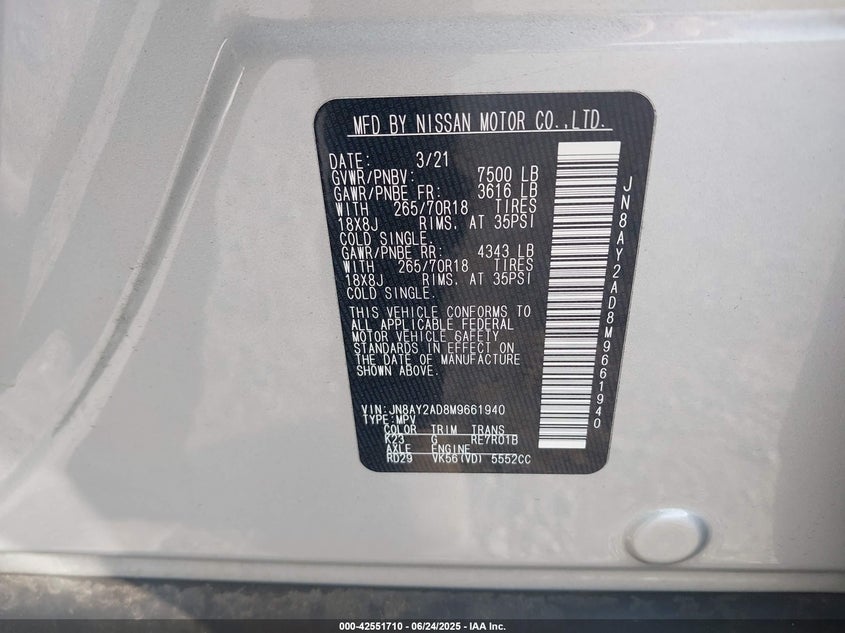 MFD BY NISSAN MOTOR CO.,LTD.
DATE: 3/21
GVWR/PNBV: 7500 LB
GAWR/PNBE FR: 3616 LB
WITH 265/70R18 TIRES
18X8J RIMS, AT 35PSI
COLD SINGLE.
GAWR/PNBE RR: 4343 LB
WITH 265/70R18 TIRES
18X8J RIMS, AT 35PSI
COLD SINGLE.
THIS VEHICLE CONFORMS TO
ALL APPLICABLE FEDERAL
MOTOR VEHICLE SAFETY
STANDARDS IN EFFECT ON
THE DATE OF MANUFACTURE
SHOWN ABOVE.
VIN:JN8AY2AD8M9661940
TYPE:MPV
COLOR TRIM TRANS
K23 G RE7R01B
AXLE ENGINE
RD29 VK56(VD) 5552CC
JN8AY2AD8M9661940
000-42551710 - 06/24/2025 - IAA Inc.